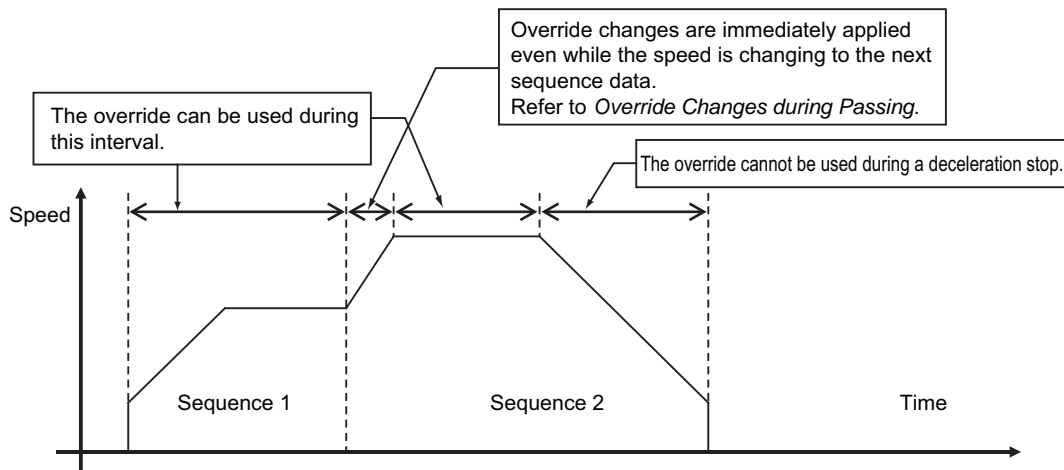 Override changes are immediately applied
even while the speed is changing to the next
sequence data.
Refer to Override Changes during Passing.
The override can be used during
this interval.
The override cannot be used during a deceleration stop.
Speed
Sequence 1
Sequence 2
Time